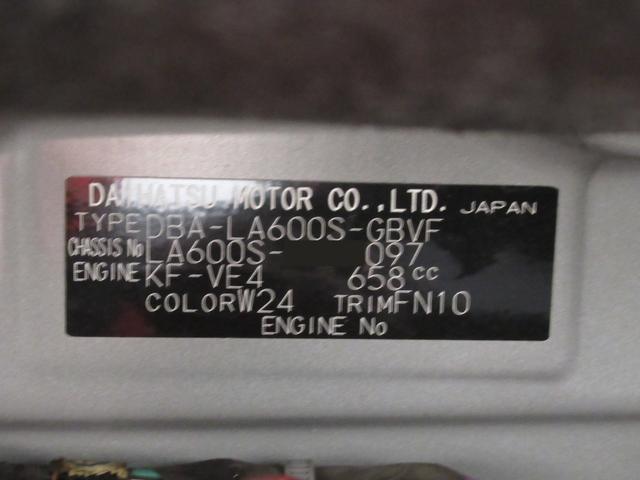 DAIHATSU MOTOR CO.,LTD. JAPAN
TYPE DBA-LA600S-GBVF
CHASSIS No LA600S- 097
ENGINE KF-VE4 658cc
COLOR W24 TRIM FN10
ENGINE No